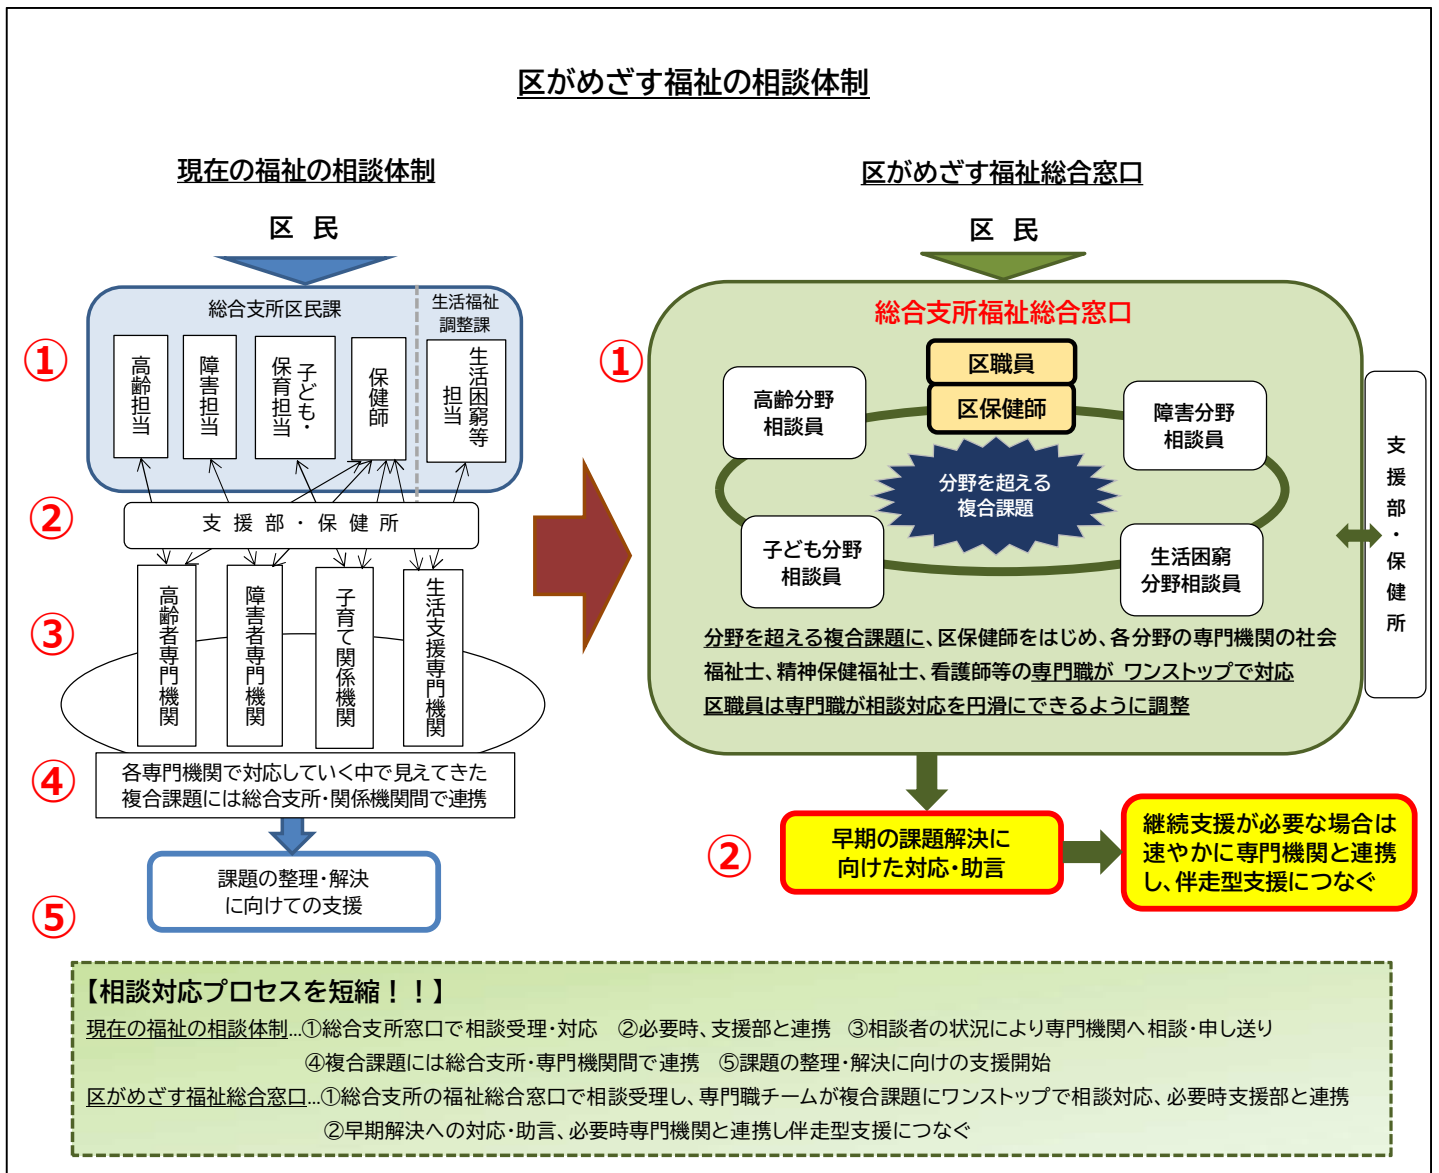 区がめざす福祉の相談体制
現在の福祉の相談体制
区民
総合支所区民課
生活福祉
調整課
①
高齢担当
障害担当
子ども・
保育担当
保健師
生活困窮等
担当
②
支援部・保健所
③
高齢者専門機関
障害者専門機関
子育て関係機関
生活支援専門機関
④
各専門機関で対応していく中で見えてきた
複合課題には総合支所・関係機関間で連携
⑤
課題の整理・解決
に向けての支援
区がめざす福祉総合窓口
区民
総合支所福祉総合窓口
①
区職員
区保健師
高齢分野
相談員
障害分野
相談員
分野を超える
複合課題
子ども分野
相談員
生活困窮
分野相談員
支援部・保健所
分野を超える複合課題に、区保健師をはじめ、各分野の専門機関の社会
福祉士、精神保健福祉士、看護師等の専門職が ワンストップで対応
区職員は専門職が相談対応を円滑にできるように調整
②
早期の課題解決に
向けた対応・助言
継続支援が必要な場合は
速やかに専門機関と連携
し、伴走型支援につなぐ
【相談対応プロセスを短縮！！】
現在の福祉の相談体制…①総合支所窓口で相談受理・対応　②必要時、支援部と連携　③相談者の状況により専門機関へ相談・申し送り
④複合課題には総合支所・専門機関間で連携　⑤課題の整理・解決に向けの支援開始
区がめざす福祉総合窓口…①総合支所の福祉総合窓口で相談受理し、専門職チームが複合課題にワンストップで相談対応、必要時支援部と連携
②早期解決への対応・助言、必要時専門機関と連携し伴走型支援につなぐ